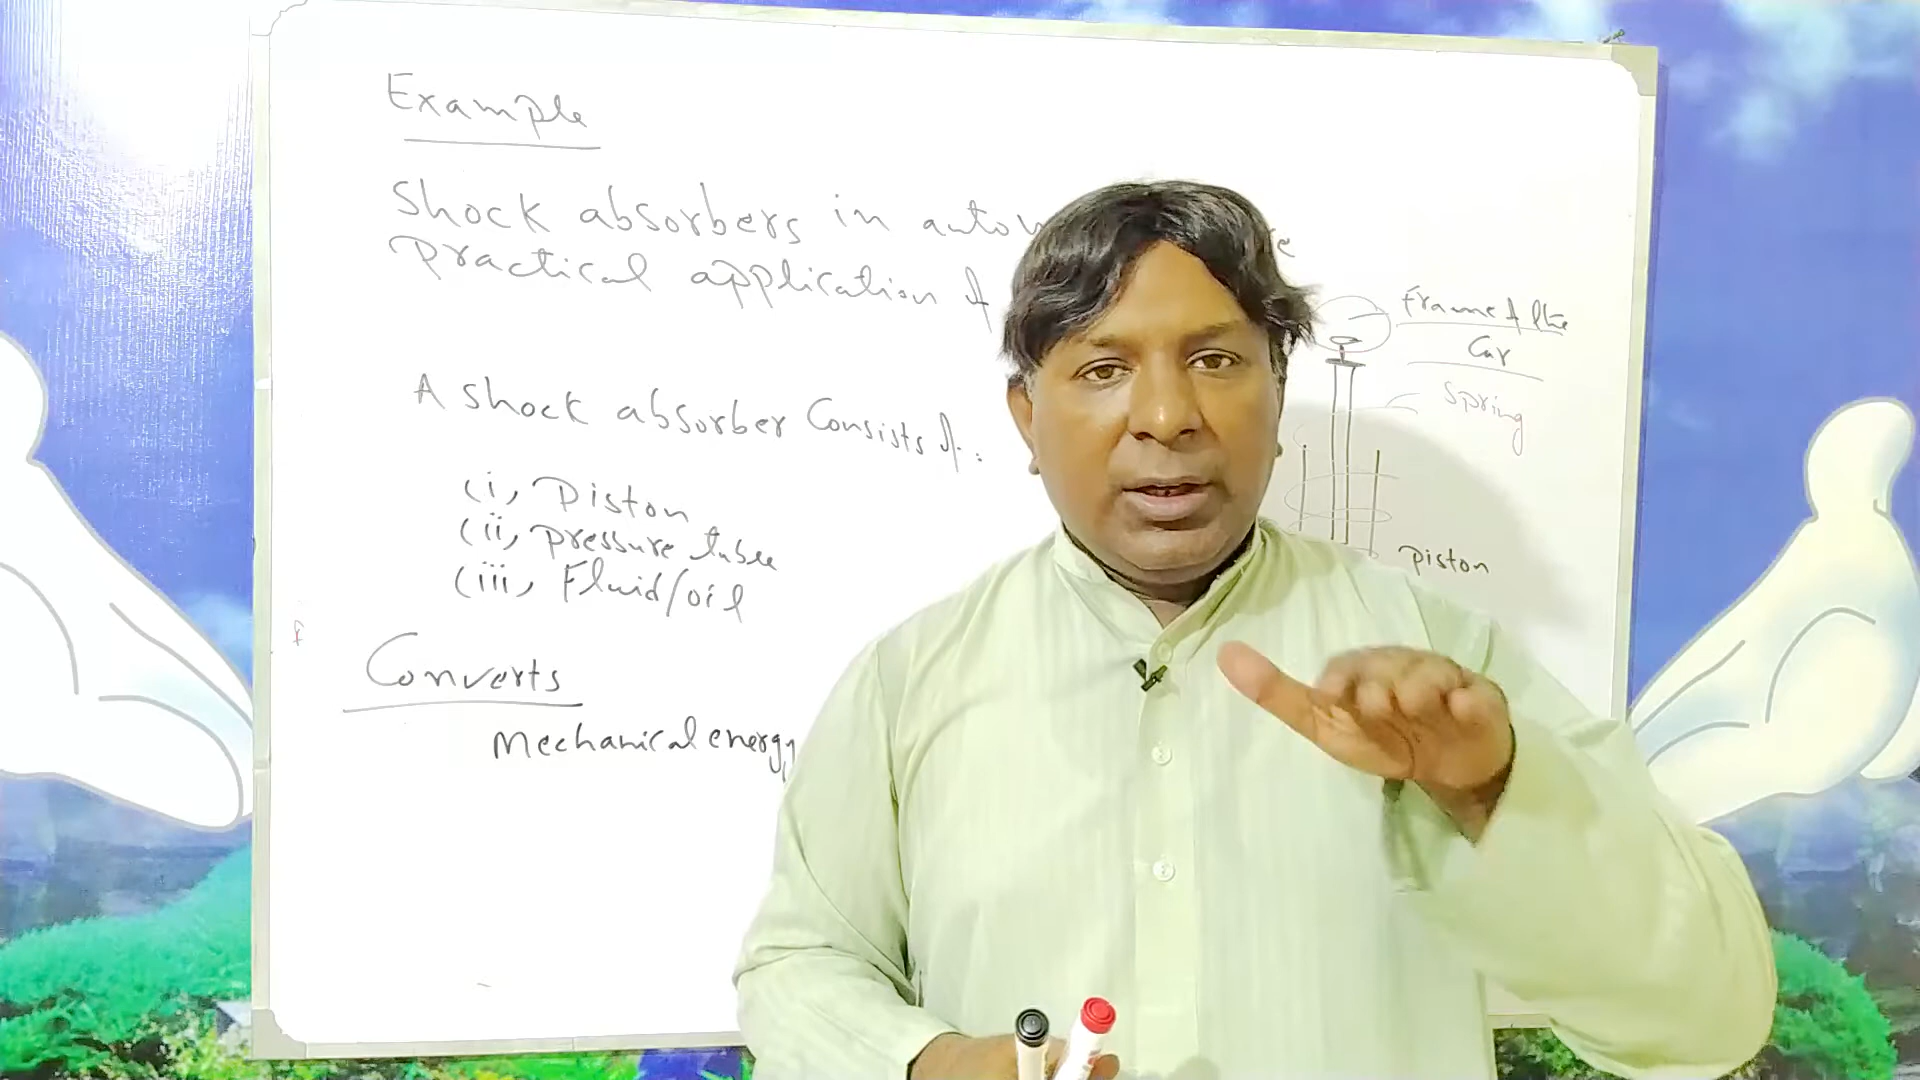 Example
Shock absorbers in
practical application of
A shock absorber Consists of:
(i) Piston
(ii) pressure tube
(iii) Fluid/oil
Converts
Mechanical energy
Frame of the
Car
Spring
piston